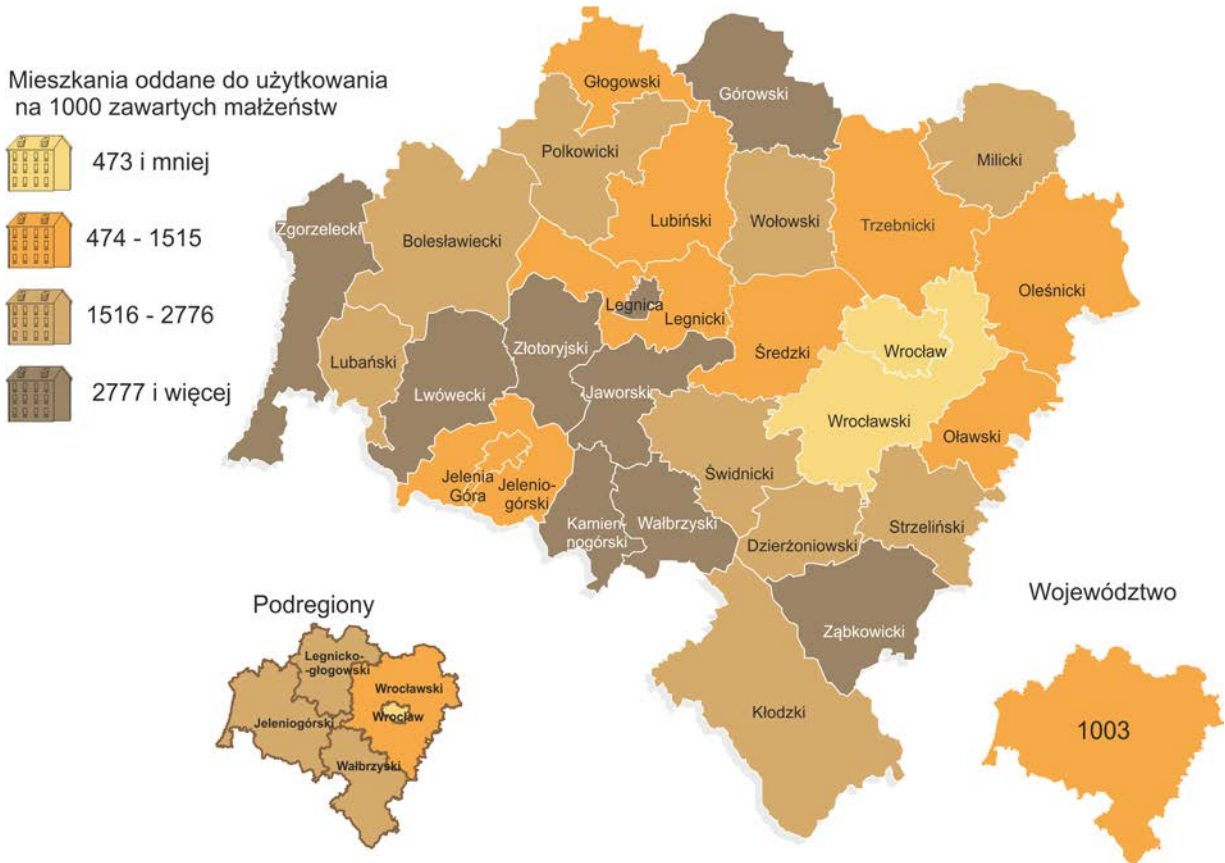 Mieszkania oddane do użytkowania
na 1000 zawartych małżeństw
473 i mniej
474 - 1515
1516 - 2776
2777 i więcej
Głogowski
Górowski
Polkowicki
Milicki
Zgorzelecki
Bolesławiecki
Lubiński
Wołowski
Trzebnicki
Oleśnicki
Legnica
Legnicki
Lubański
Złotoryjski
Średzki
Wrocław
Lwówecki
Jaworski
Wrocławski
Oławski
Jelenia
Góra
Jelenio-
górski
Świdnicki
Kamien-
nogórski
Wałbrzyski
Dzierżoniowski
Strzeliński
Ząbkowicki
Kłodzki
Podregiony
Legnicko-
-głogowski
Wrocławski
Wrocław
Jeleniogórski
Wałbrzyski
Województwo
1003